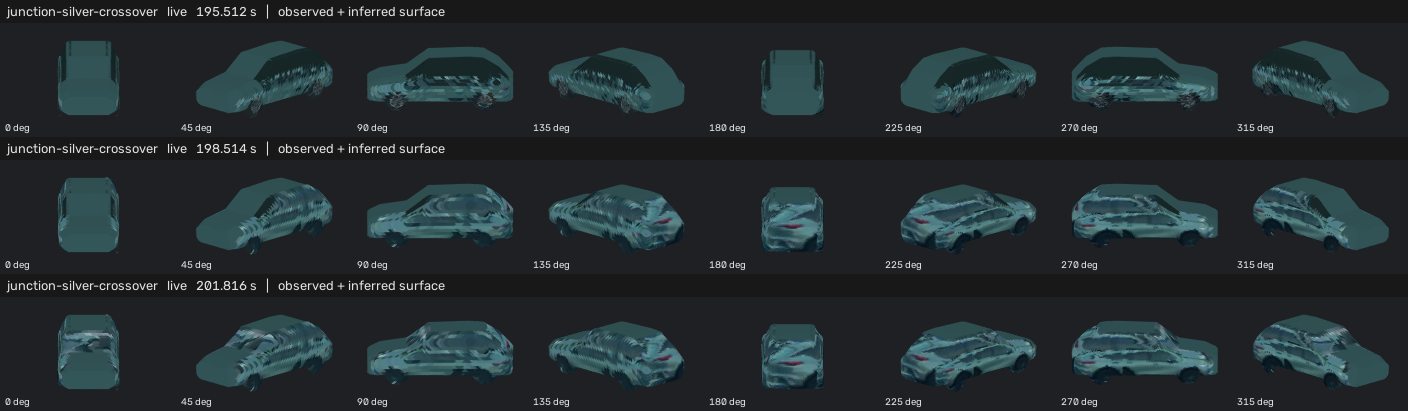 junction-silver-crossover live 195.512 s | observed + inferred surface
0 deg 45 deg 90 deg 135 deg 180 deg 225 deg 270 deg 315 deg
junction-silver-crossover live 198.514 s | observed + inferred surface
0 deg 45 deg 90 deg 135 deg 180 deg 225 deg 270 deg 315 deg
junction-silver-crossover live 201.816 s | observed + inferred surface
0 deg 45 deg 90 deg 135 deg 180 deg 225 deg 270 deg 315 deg